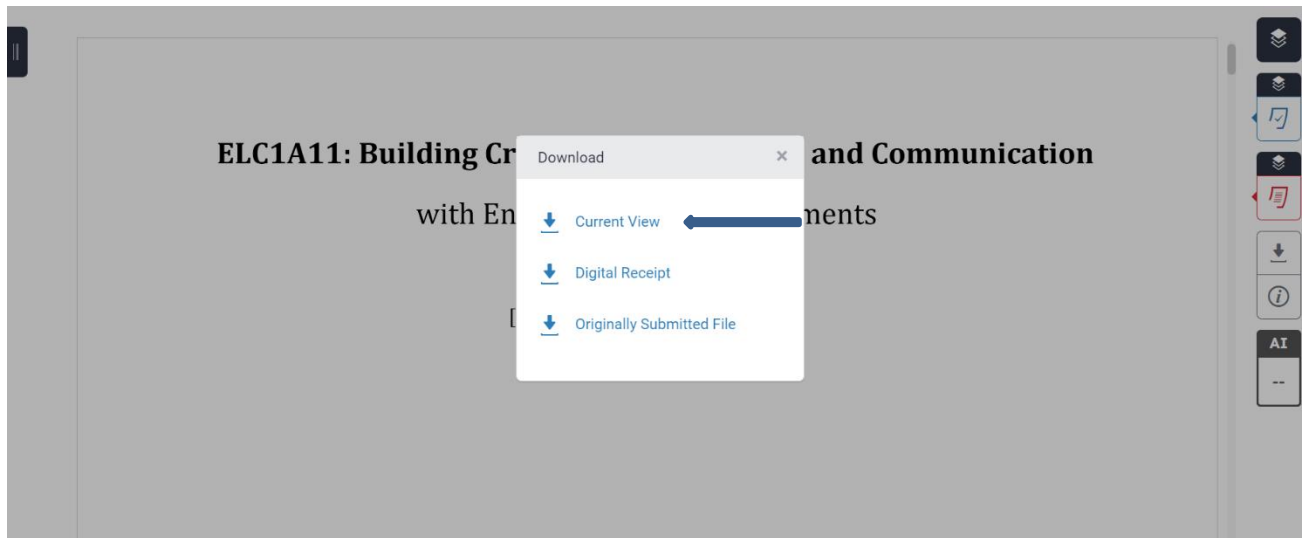 ELC1A11: Building Cr and Communication
with En ments
[
Download ×
Current View
Digital Receipt
Originally Submitted File
AI
--